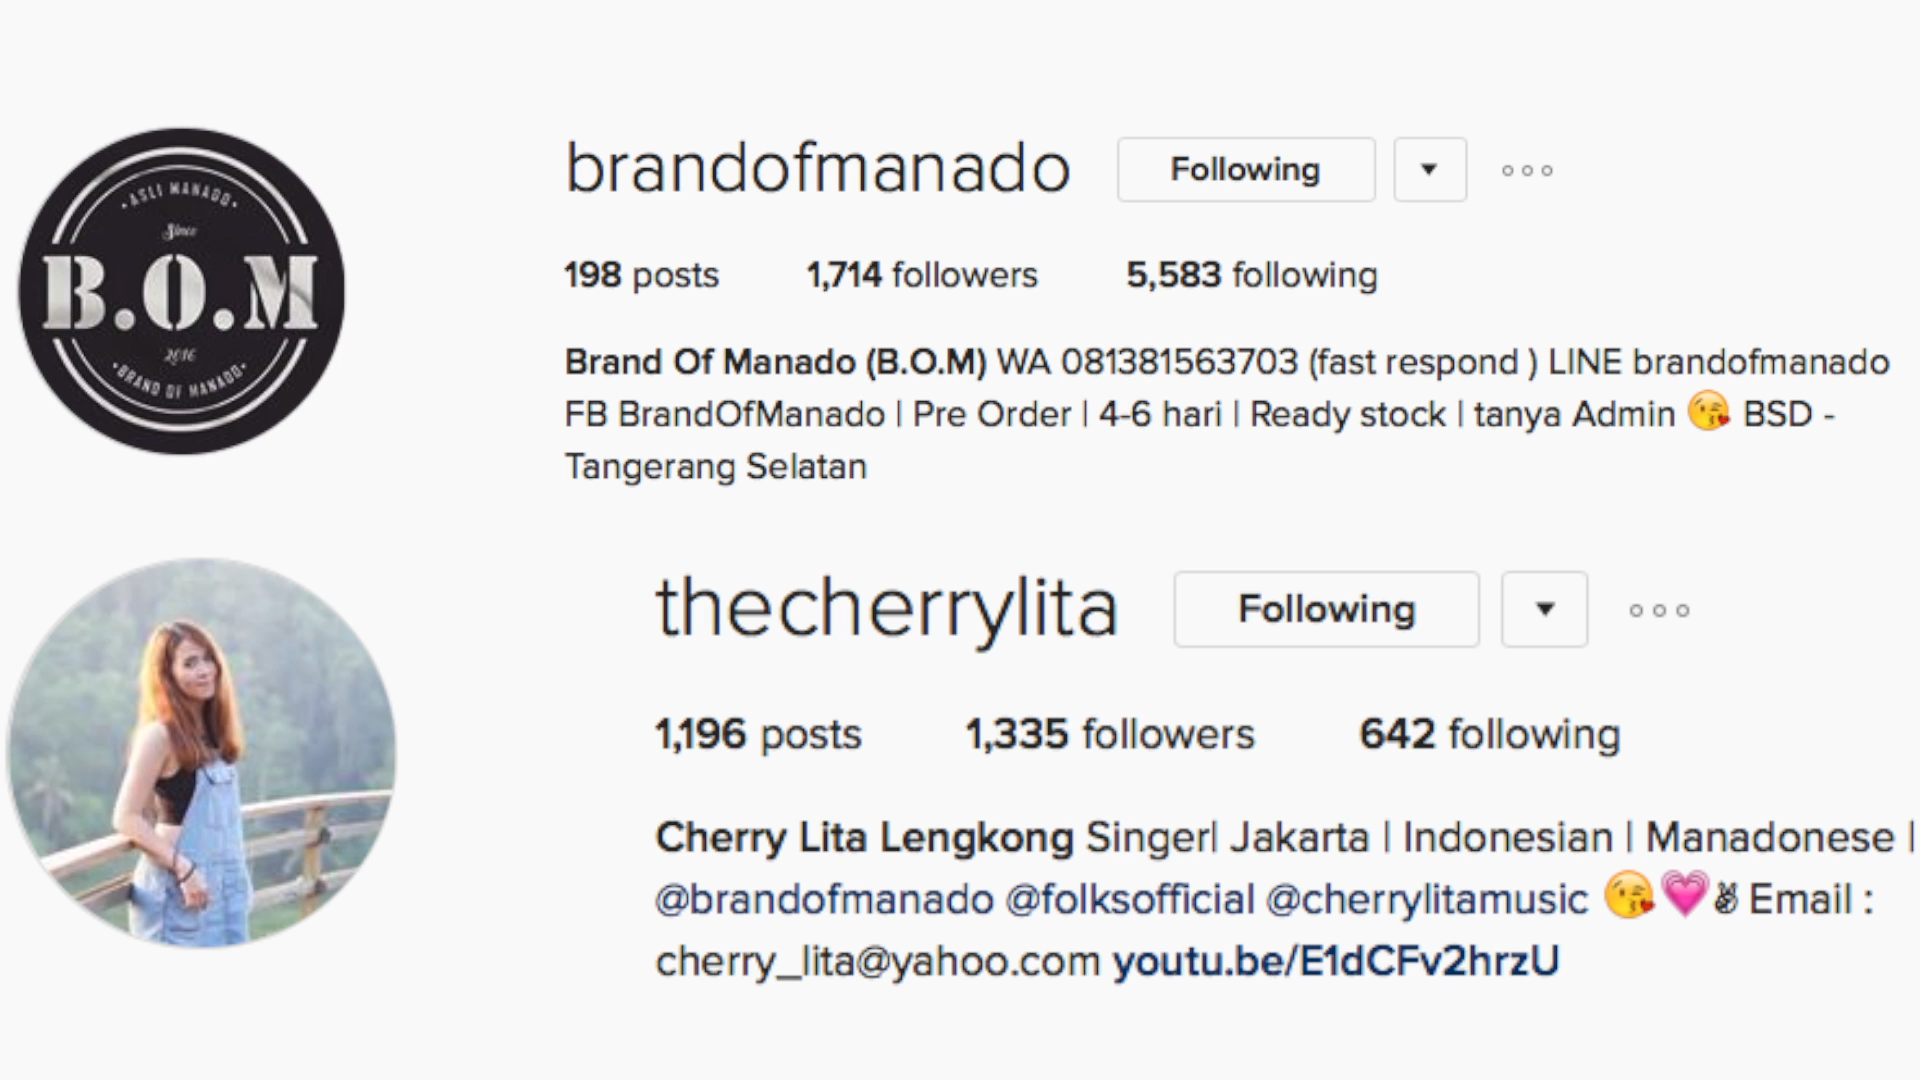 • ASLI MANADO •
Since
B.O.M
2016
• BRAND OF MANADO •
brandofmanado Following
198 posts 1,714 followers 5,583 following
Brand Of Manado (B.O.M) WA 081381563703 (fast respond ) LINE brandofmanado
FB BrandOfManado | Pre Order | 4-6 hari | Ready stock | tanya Admin 😘 BSD -
Tangerang Selatan
thecherrylita Following
1,196 posts 1,335 followers 642 following
Cherry Lita Lengkong Singer| Jakarta | Indonesian | Manadonese |
@brandofmanado @folksofficial @cherrylitamusic 😘💗✌ Email :
cherry_lita@yahoo.com youtu.be/E1dCFv2hrzU